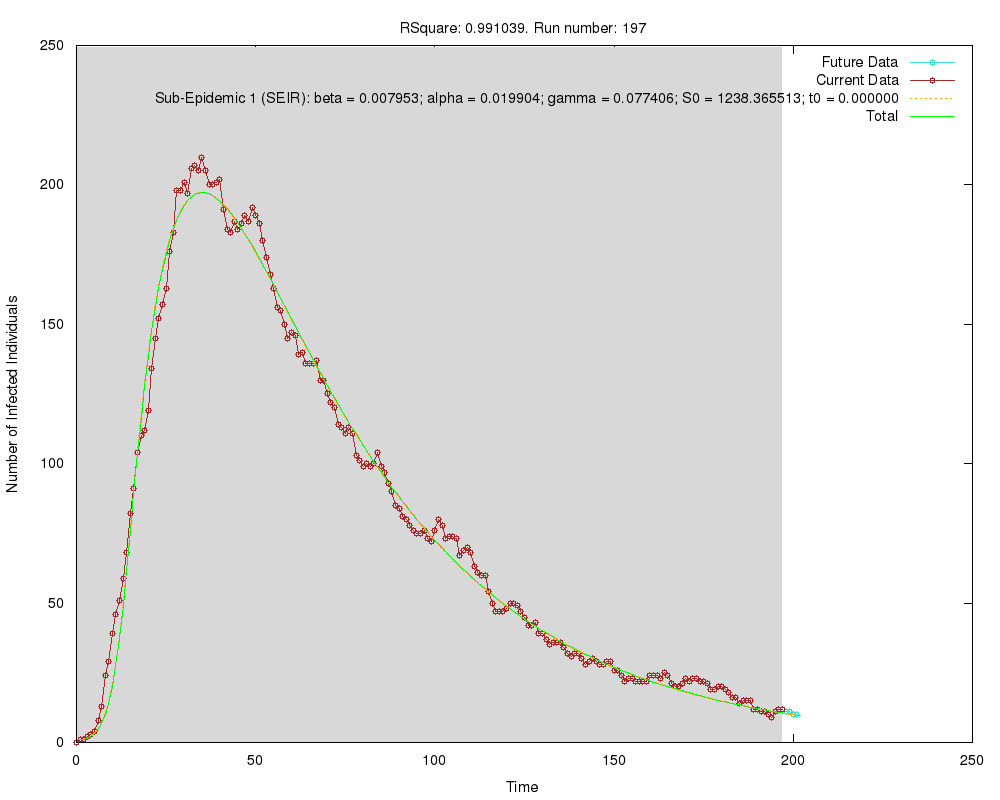 RSquare: 0.991039. Run number: 197
250
200
150
100
50
0
Number of Infected Individuals
Future Data
Current Data
Sub-Epidemic 1 (SEIR): beta = 0.007953; alpha = 0.019904; gamma = 0.077406; S0 = 1238.365513; t0 = 0.000000
Total
0 50 100 150 200 250
Time